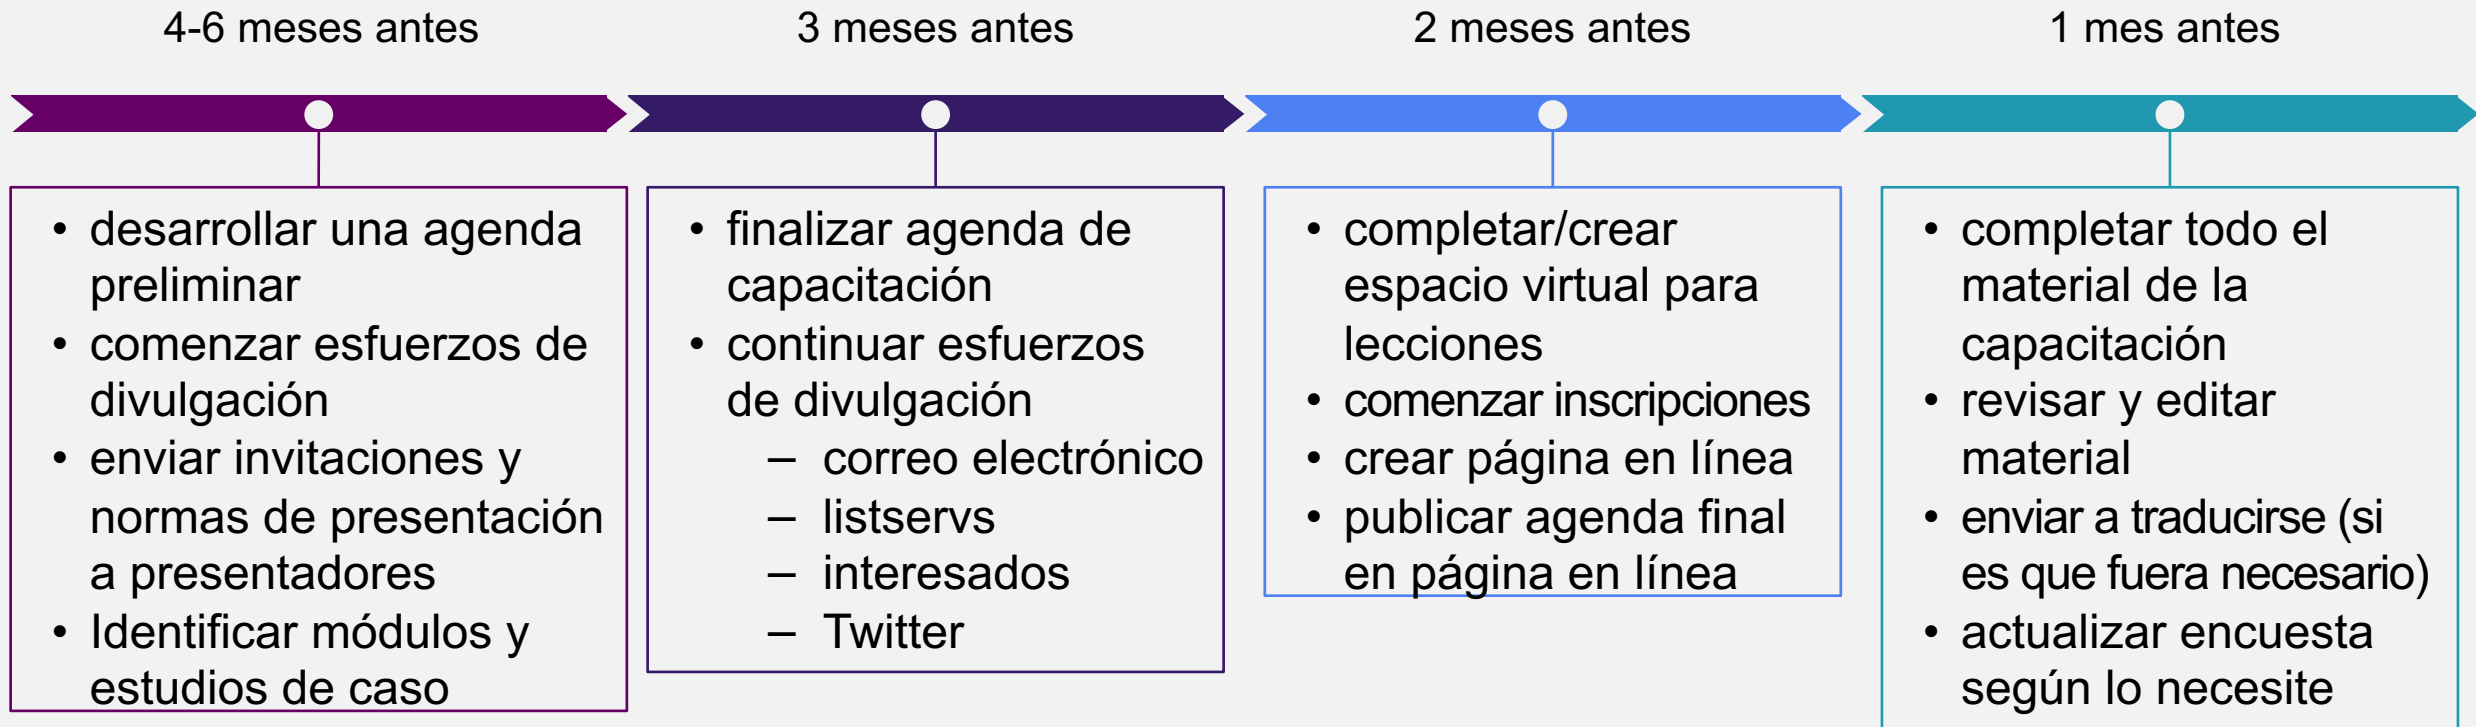 4-6 meses antes
3 meses antes
2 meses antes
1 mes antes
• desarrollar una agenda
preliminar
• comenzar esfuerzos de
divulgación
• enviar invitaciones y
normas de presentación
a presentadores
• Identificar módulos y
estudios de caso
• finalizar agenda de
capacitación
• continuar esfuerzos
de divulgación
– correo electrónico
– listservs
– interesados
– Twitter
• completar/crear
espacio virtual para
lecciones
• comenzar inscripciones
• crear página en línea
• publicar agenda final
en página en línea
• completar todo el
material de la
capacitación
• revisar y editar
material
• enviar a traducirse (si
es que fuera necesario)
• actualizar encuesta
según lo necesite